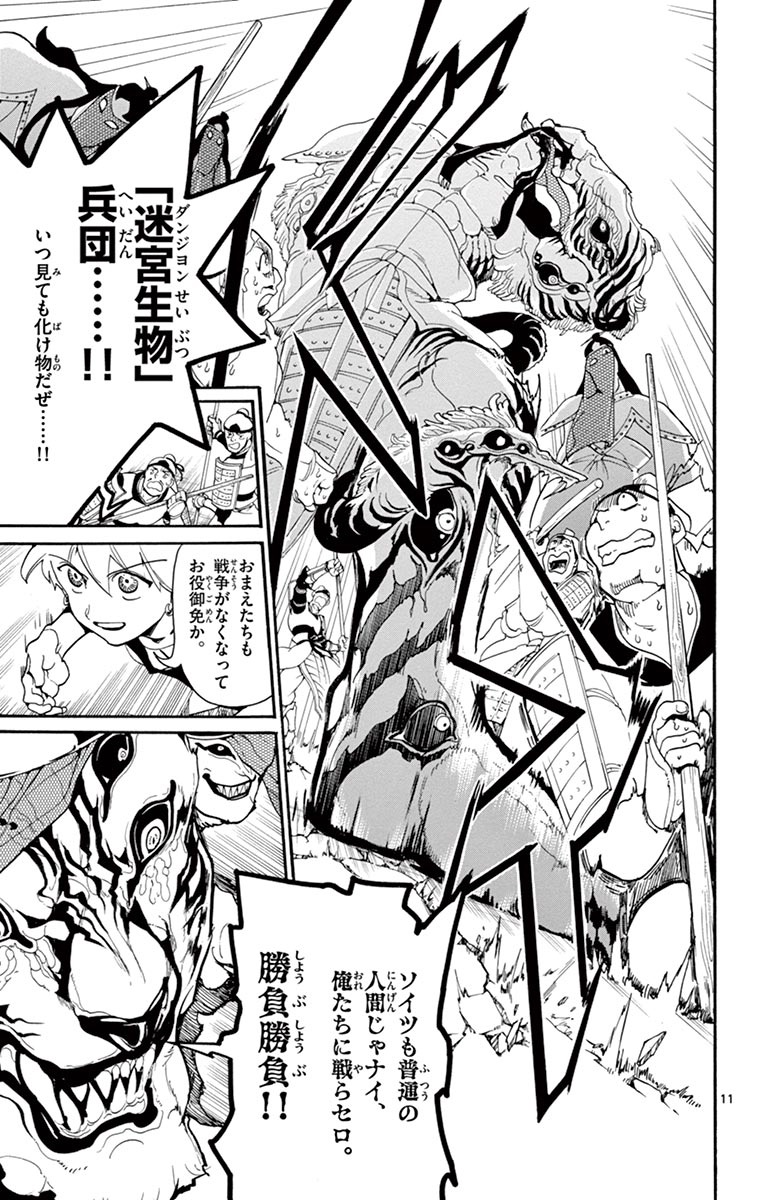 「迷宮生物」
兵団……!!
いつ見ても化け物だぜ……!!
おまえたちも
戦争がなくなって
お役御免か。
ソイツも普通の
人間じゃナイ、
俺たちに戦らセロ。
勝負勝負!!
11